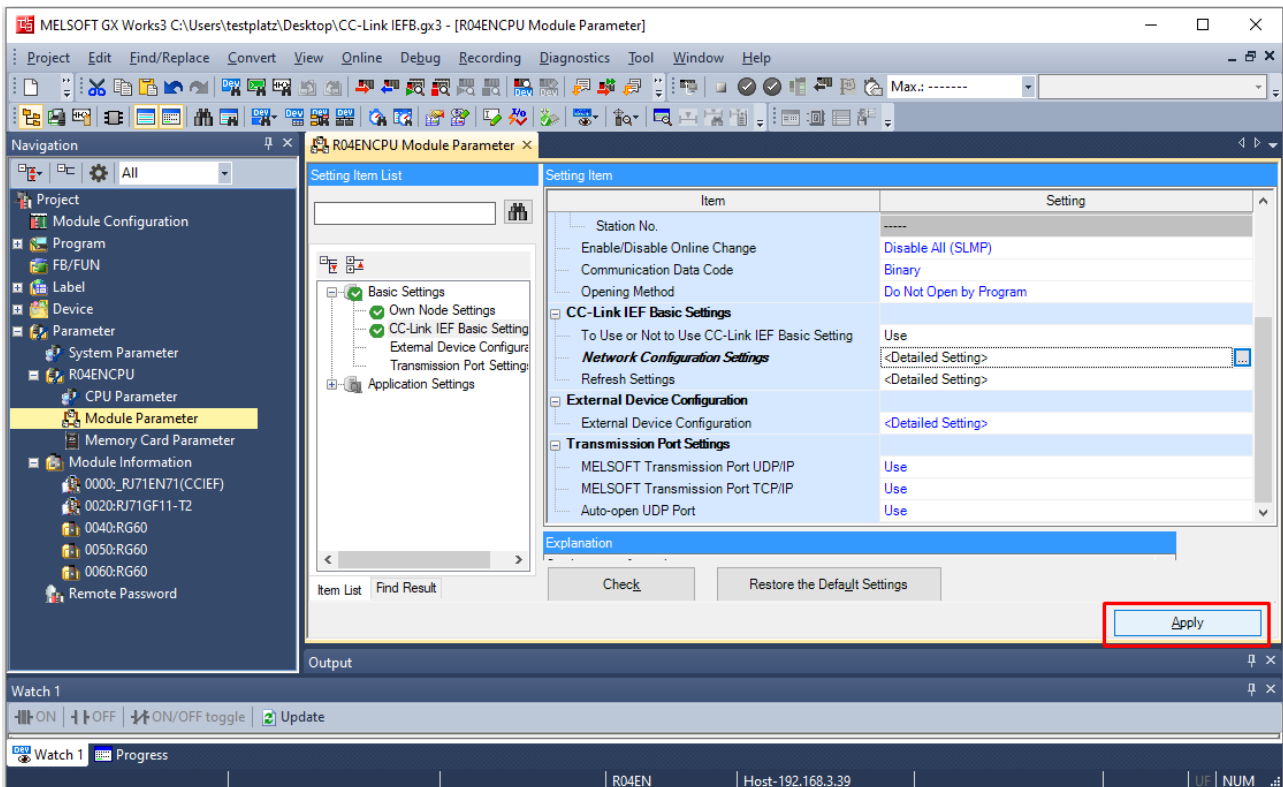 MELSOFT GX Works3 C:\Users\testplatz\Desktop\CC-Link IEFB.gx3 - [R04ENCPU Module Parameter]
Project Edit Find/Replace Convert View Online Debug Recording Diagnostics Tool Window Help
Max.: -------
Navigation
All
Project
Module Configuration
Program
FB/FUN
Label
Device
Parameter
System Parameter
R04ENCPU
CPU Parameter
Module Parameter
Memory Card Parameter
Module Information
0000:_RJ71EN71(CCIEF)
0020:RJ71GF11-T2
0040:RG60
0050:RG60
0060:RG60
Remote Password
R04ENCPU Module Parameter
Setting Item List
Basic Settings
Own Node Settings
CC-Link IEF Basic Setting
External Device Configura
Transmission Port Setting
Application Settings
Item List Find Result
Setting Item
Item Setting
Station No. -----
Enable/Disable Online Change Disable All (SLMP)
Communication Data Code Binary
Opening Method Do Not Open by Program
CC-Link IEF Basic Settings
To Use or Not to Use CC-Link IEF Basic Setting Use
Network Configuration Settings <Detailed Setting> ...
Refresh Settings <Detailed Setting>
External Device Configuration
External Device Configuration <Detailed Setting>
Transmission Port Settings
MELSOFT Transmission Port UDP/IP Use
MELSOFT Transmission Port TCP/IP Use
Auto-open UDP Port Use
Explanation
Check Restore the Default Settings
Apply
Output
Watch 1
ON OFF ON/OFF toggle Update
Watch 1 Progress
R04EN Host-192.168.3.39 UF NUM